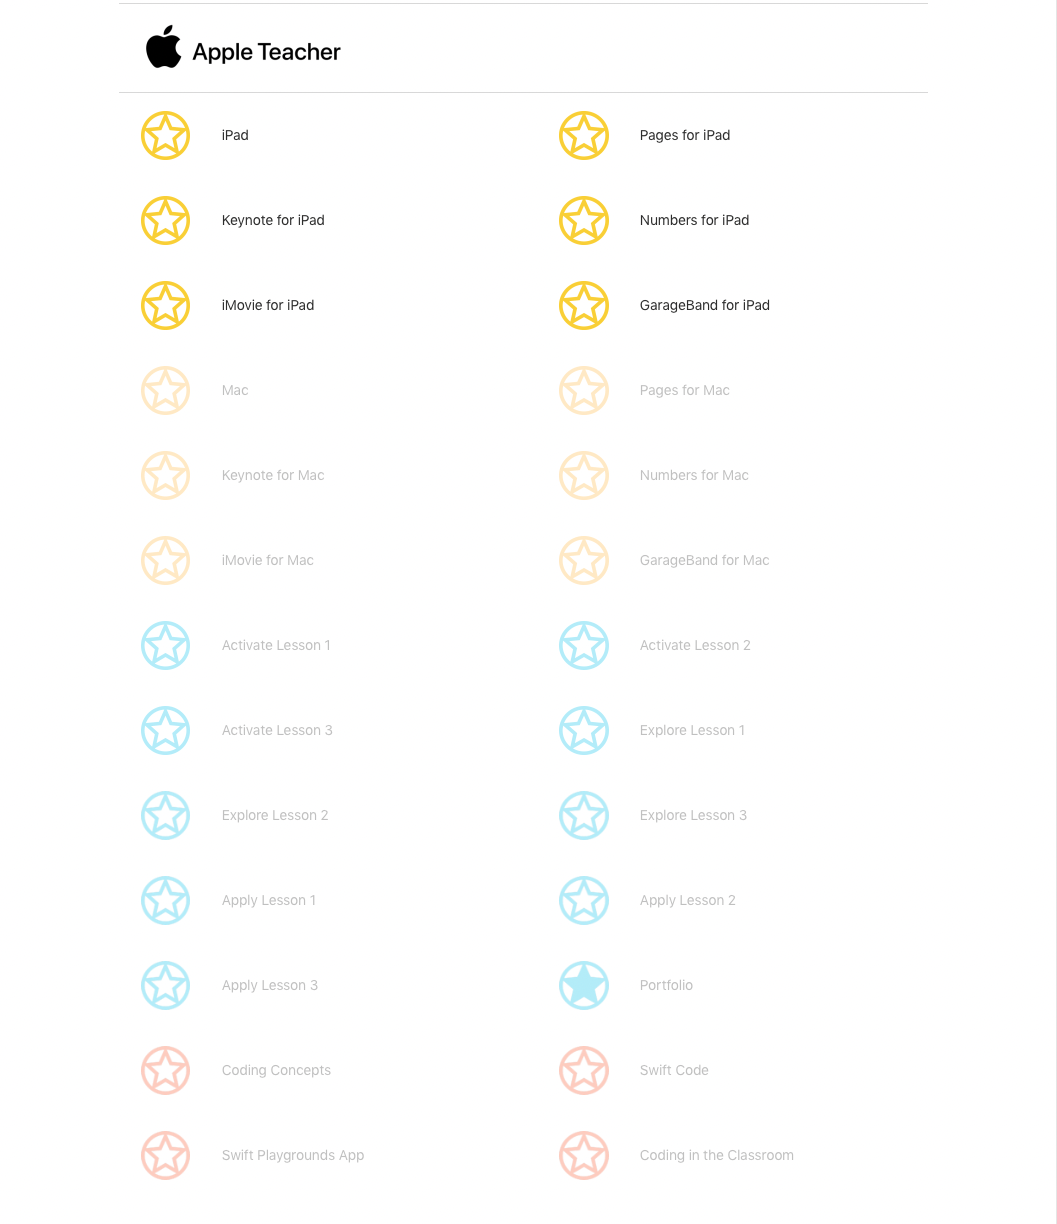 Apple Teacher
iPad
Pages for iPad
Keynote for iPad
Numbers for iPad
iMovie for iPad
GarageBand for iPad
Mac
Pages for Mac
Keynote for Mac
Numbers for Mac
iMovie for Mac
GarageBand for Mac
Activate Lesson 1
Activate Lesson 2
Activate Lesson 3
Explore Lesson 1
Explore Lesson 2
Explore Lesson 3
Apply Lesson 1
Apply Lesson 2
Apply Lesson 3
Portfolio
Coding Concepts
Swift Code
Swift Playgrounds App
Coding in the Classroom